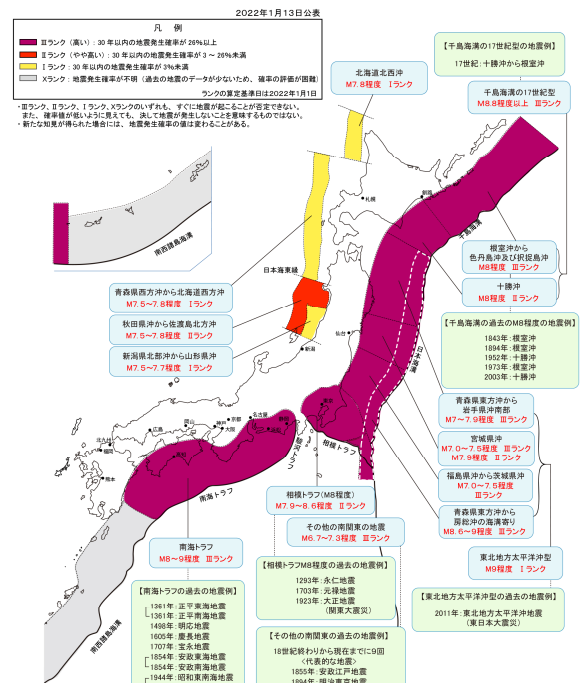 2022年1月13日公表
凡　例
Ⅲランク（高い）：30年以内の地震発生確率が26％以上
Ⅱランク（やや高い）：30年以内の地震発生確率が3～26％未満
Ⅰランク：30年以内の地震発生確率が3％未満
Xランク：地震発生確率が不明（過去の地震のデータが少ないため、確率の評価が困難）
ランクの算定基準日は2022年1月1日
・Ⅲランク、Ⅱランク、Ⅰランク、Xランクのいずれも、すぐに地震が起こることが否定できない。
また、確率値が低いように見えても、決して地震が発生しないことを意味するものではない。
・新たな知見が得られた場合には、地震発生確率の値は変わることがある。
【千島海溝の17世紀型の地震例】
17世紀：十勝沖から根室沖
北海道北西沖
M7.8程度　Ⅰランク
千島海溝の17世紀型
M8.8程度以上　Ⅲランク
札幌
釧路
千島海溝
南西諸島海溝
日本海東縁
根室沖から
色丹島沖及び択捉島沖
M8程度　Ⅲランク
十勝沖
M8程度　Ⅱランク
青森県西方沖から北海道西方沖
M7.5～7.8程度　Ⅰランク
秋田県沖から佐渡島北方沖
M7.5～7.8程度　Ⅱランク
新潟県北部沖から山形県沖
M7.5～7.7程度　Ⅰランク
仙台
新潟
日本海溝
【千島海溝の過去のM8程度の地震例】
1843年：根室沖
1894年：根室沖
1952年：十勝沖
1973年：根室沖
2003年：十勝沖
青森県東方沖から
岩手県沖南部
M7～7.9程度　Ⅲランク
宮城県沖
M7.0～7.5程度　Ⅲランク
M7.9程度　Ⅱランク
福島県沖から茨城県沖
M7.0～7.5程度
Ⅲランク
青森県東方沖から
房総沖の海溝寄り
M8.6～9程度　Ⅲランク
東北地方太平洋沖型
M9程度　Ⅰランク
【東北地方太平洋沖型の過去の地震例】
2011年：東北地方太平洋沖地震
（東日本大震災）
名古屋
京都
神戸
大阪
岡山
広島
北九州
福岡
熊本
相模トラフ
南海トラフ
南西諸島海溝
相模トラフ（M8程度）
M7.9～8.6程度　Ⅱランク
その他の南関東の地震
M6.7～7.3程度　Ⅲランク
南海トラフ
M8～9程度　Ⅲランク
【相模トラフM8程度の過去の地震例】
1293年：永仁地震
1703年：元禄地震
1923年：大正地震
（関東大震災）
【南海トラフの過去の地震例】
1361年：正平東海地震
1361年：正平南海地震
1498年：明応地震
1605年：慶長地震
1707年：宝永地震
1854年：安政東海地震
1854年：安政南海地震
1944年：昭和東南海地震
【その他の南関東の過去の地震例】
18世紀終わりから現在までに9回
＜代表的な地震＞
1855年：安政江戸地震
1894年：明治東京地震